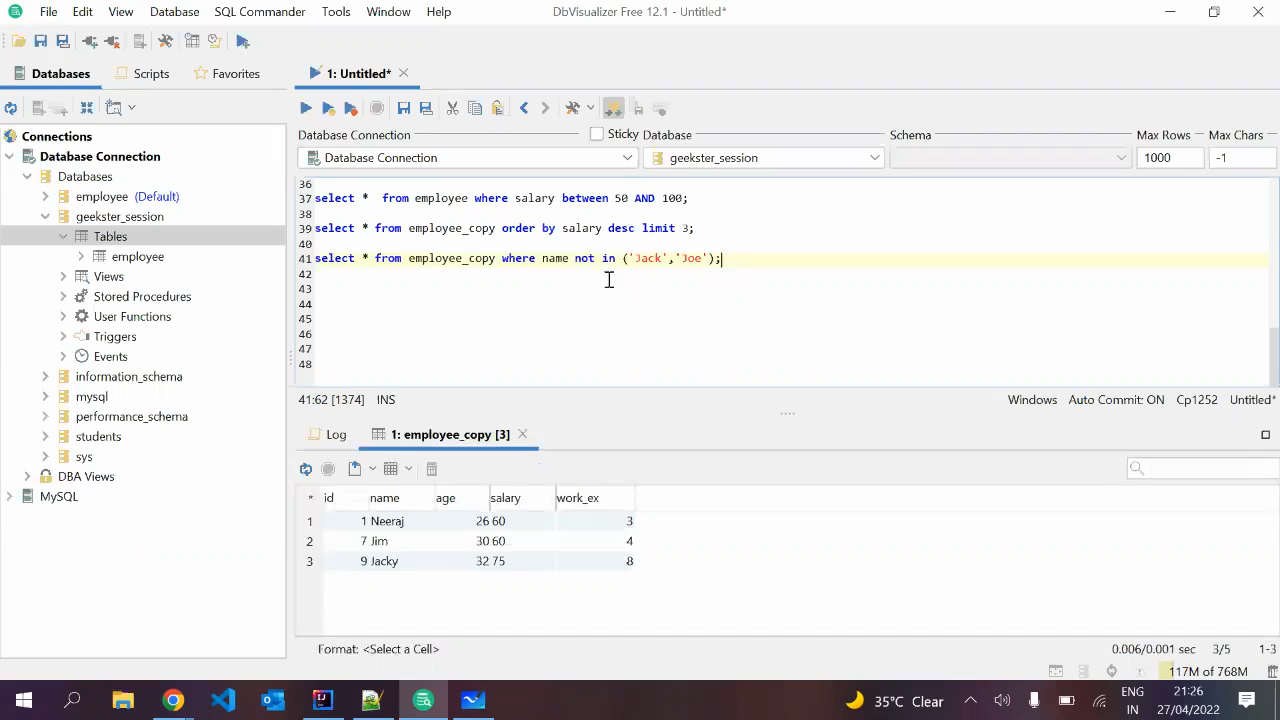 File Edit View Database SQL Commander Tools Window Help DbVisualizer Free 12.1 - Untitled*
Databases Scripts Favorites 1: Untitled*
Connections
Database Connection
Databases
employee (Default)
geekster_session
Tables
employee
Views
Stored Procedures
User Functions
Triggers
Events
information_schema
mysql
performance_schema
students
sys
DBA Views
MySQL
Database Connection Sticky Database Schema Max Rows Max Chars
Database Connection geekster_session 1000 -1
36
37 select * from employee where salary between 50 AND 100;
38
39 select * from employee_copy order by salary desc limit 3;
40
41 select * from employee_copy where name not in ('Jack','Joe');
42
43
44
45
46
47
48
41:62 [1374] INS Windows Auto Commit: ON Cp1252 Untitled*
Log 1: employee_copy [3]
* id name age salary work_ex
1 1 Neeraj 26 60 3
2 7 Jim 30 60 4
3 9 Jacky 32 75 8
Format: <Select a Cell> 0.006/0.001 sec 3/5 1-3
117M of 768M
35°C Clear ENG IN 21:26 27/04/2022